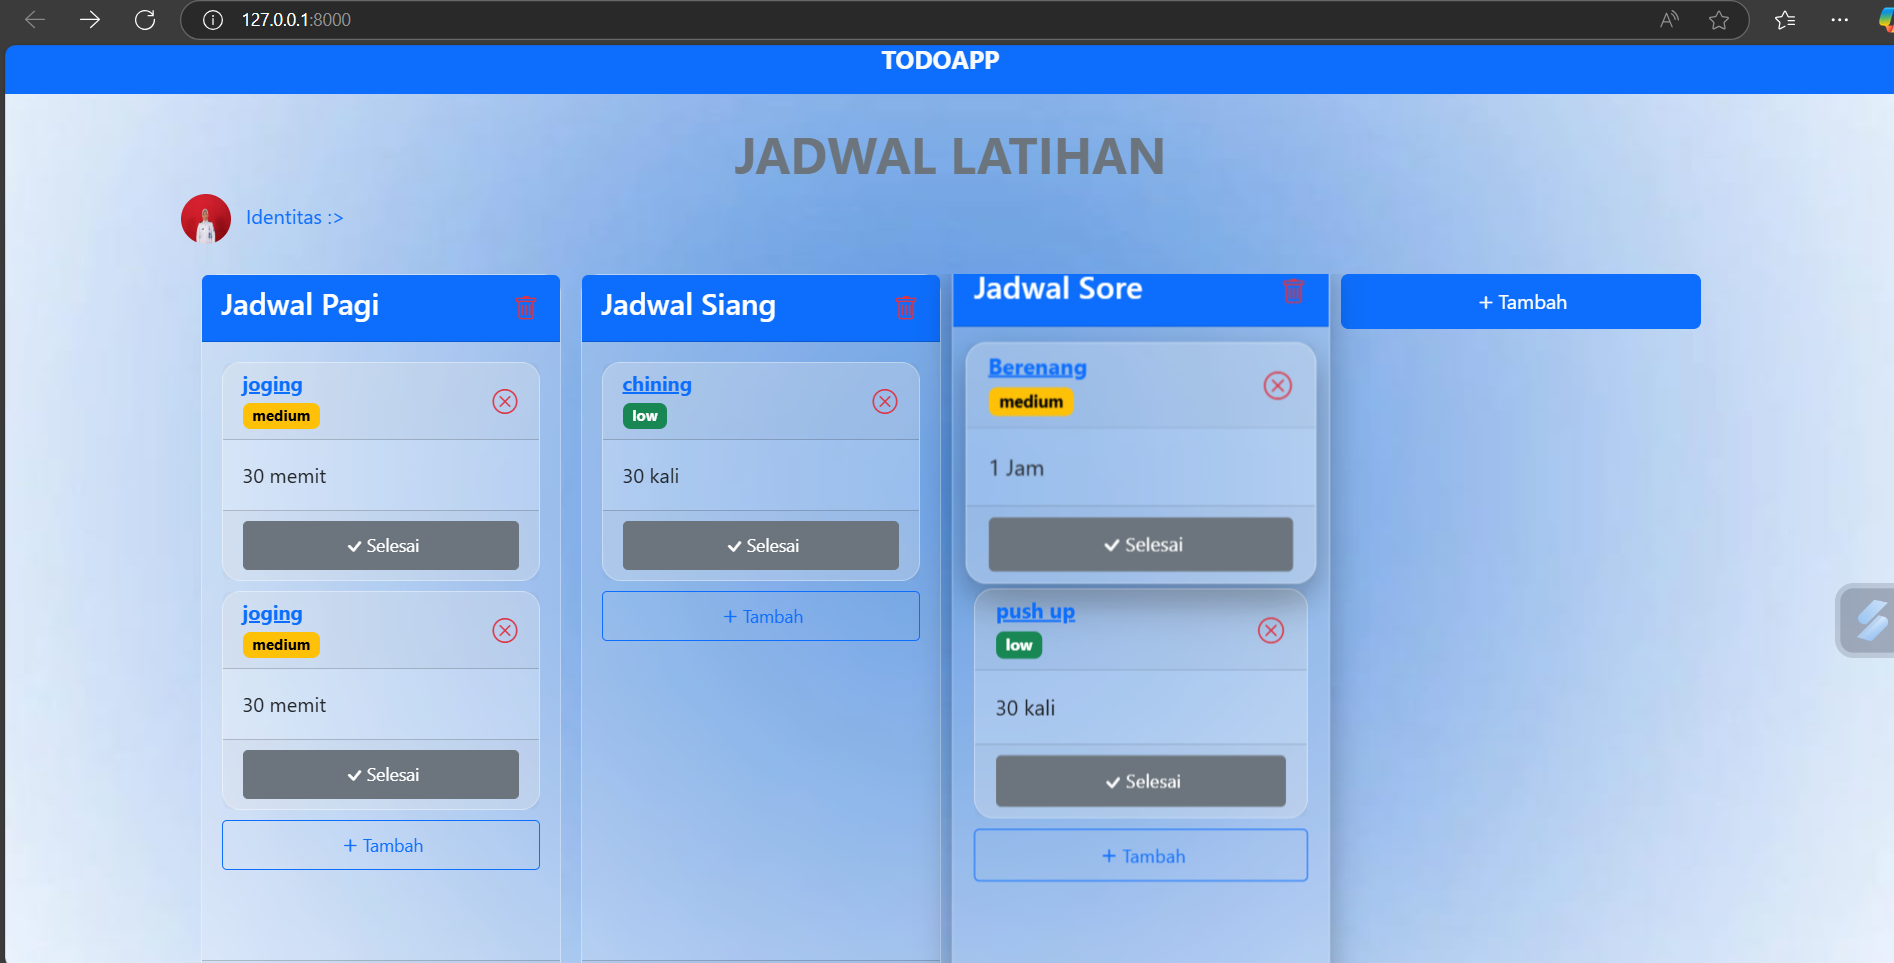 127.0.0.1:8000
TODOAPP
JADWAL LATIHAN
Identitas :>
Jadwal Pagi
joging
medium
30 memit
Selesai
joging
medium
30 memit
Selesai
+ Tambah
Jadwal Siang
chining
low
30 kali
Selesai
+ Tambah
Jadwal Sore
Berenang
medium
1 Jam
Selesai
push up
low
30 kali
Selesai
+ Tambah
+ Tambah